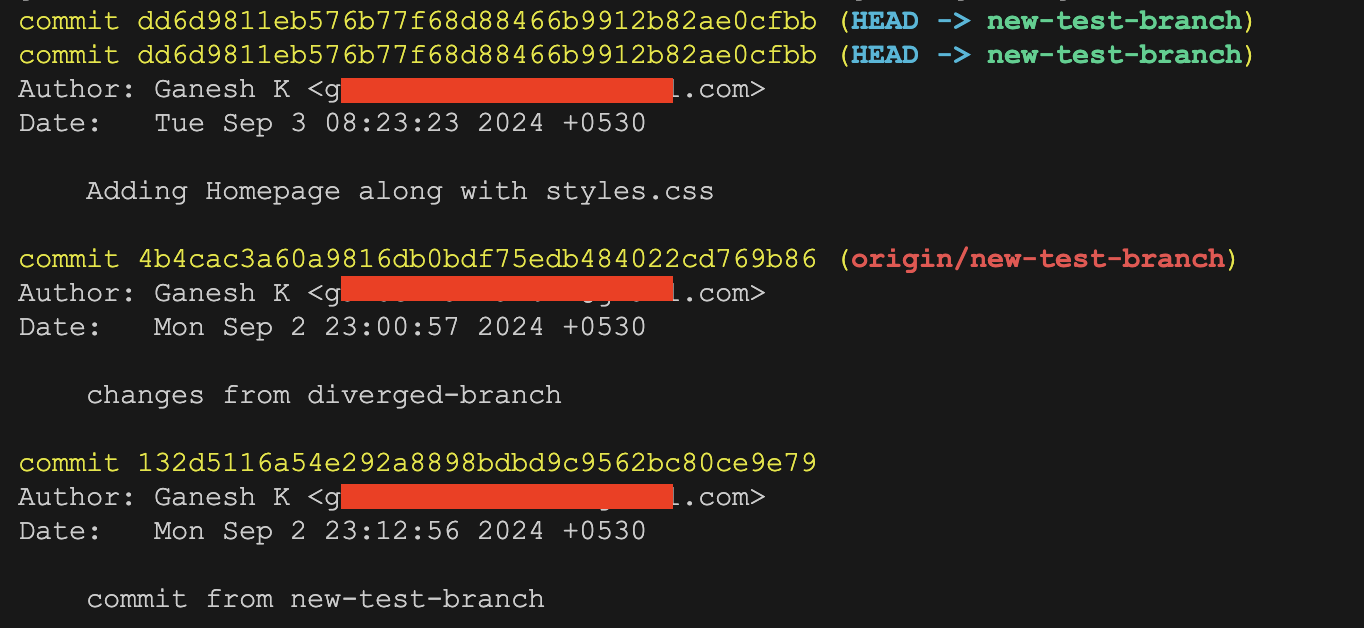 commit dd6d9811eb576b77f68d88466b9912b82ae0cfbb (HEAD -> new-test-branch)
commit dd6d9811eb576b77f68d88466b9912b82ae0cfbb (HEAD -> new-test-branch)
Author: Ganesh K <g .com>
Date:   Tue Sep 3 08:23:23 2024 +0530
Adding Homepage along with styles.css
commit 4b4cac3a60a9816db0bdf75edb484022cd769b86 (origin/new-test-branch)
Author: Ganesh K <g .com>
Date:   Mon Sep 2 23:00:57 2024 +0530
changes from diverged-branch
commit 132d5116a54e292a8898bdbd9c9562bc80ce9e79
Author: Ganesh K <g .com>
Date:   Mon Sep 2 23:12:56 2024 +0530
commit from new-test-branch